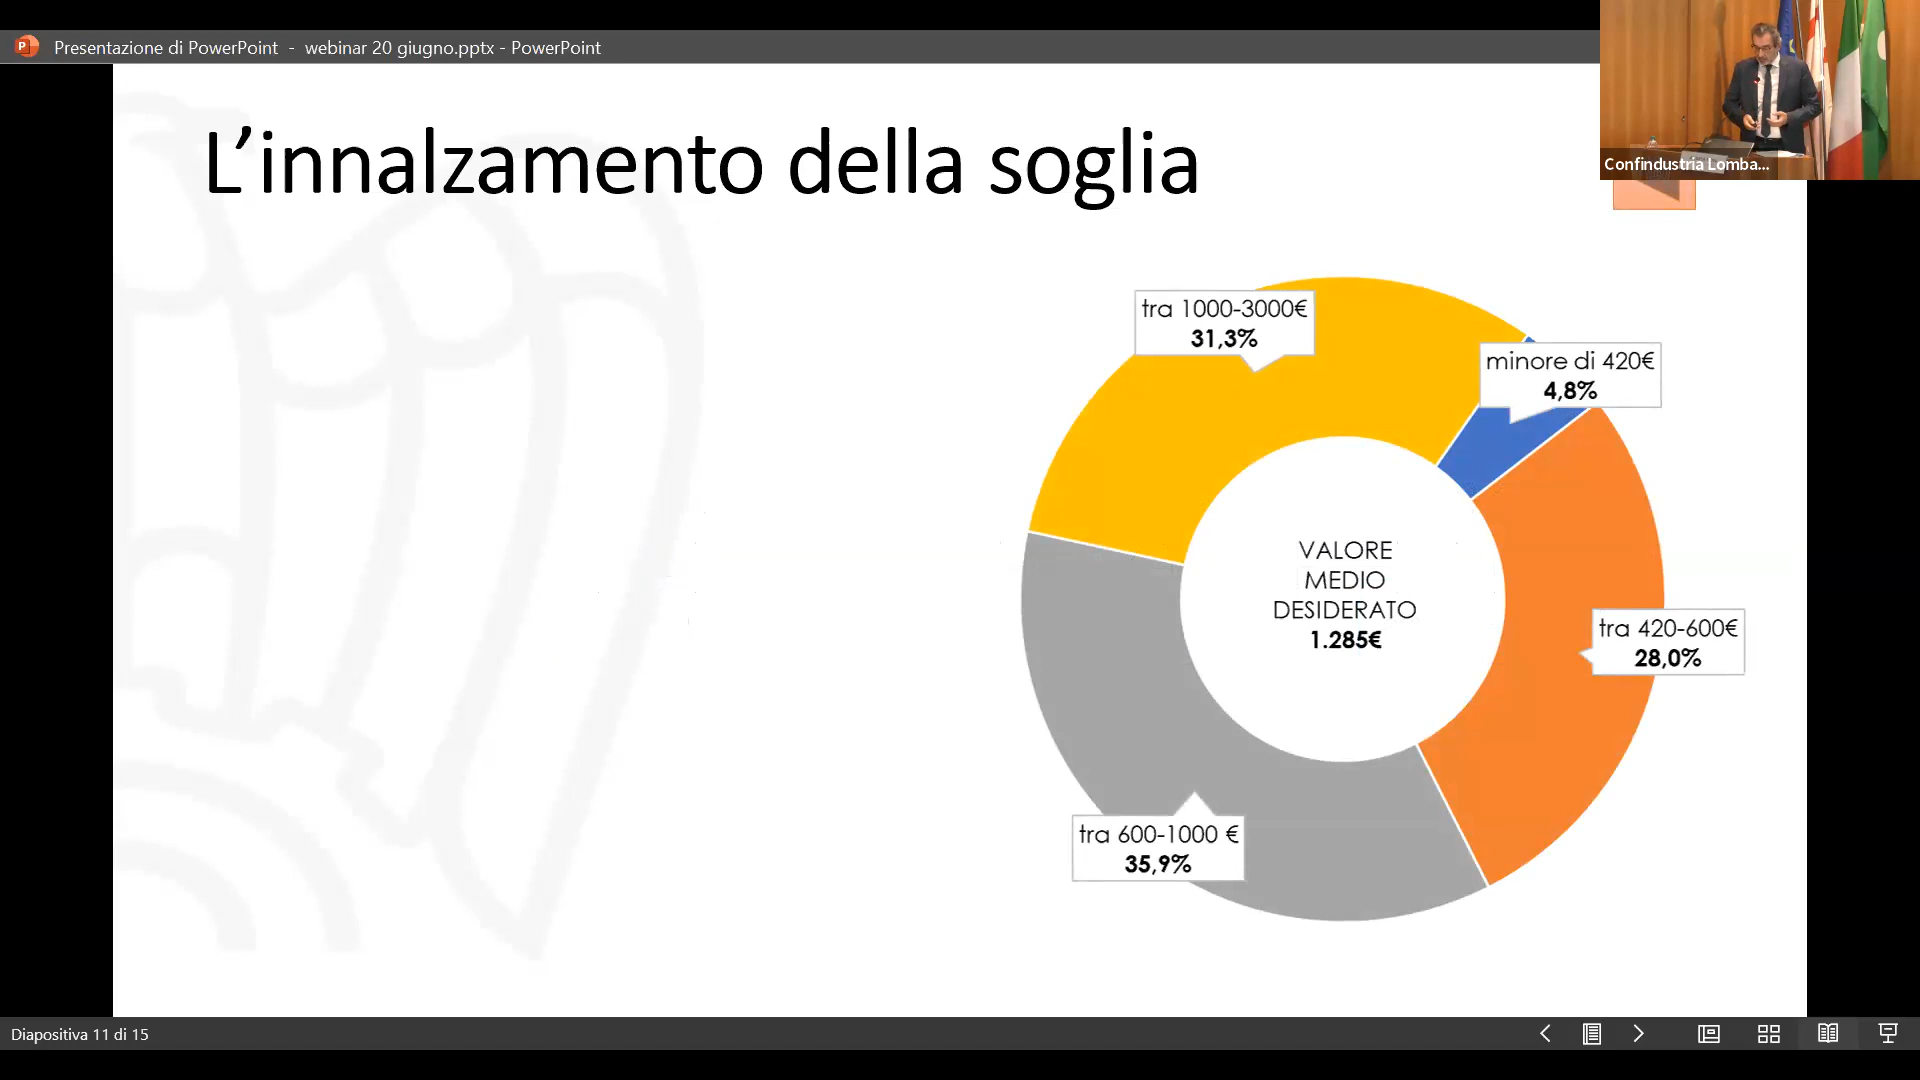 Presentazione di PowerPoint - webinar 20 giugno.pptx - PowerPoint
Confindustria Lomba...
L’innalzamento della soglia
tra 1000-3000€
31,3%
minore di 420€
4,8%
VALORE
MEDIO
DESIDERATO
1.285€
tra 420-600€
28,0%
tra 600-1000 €
35,9%
Diapositiva 11 di 15